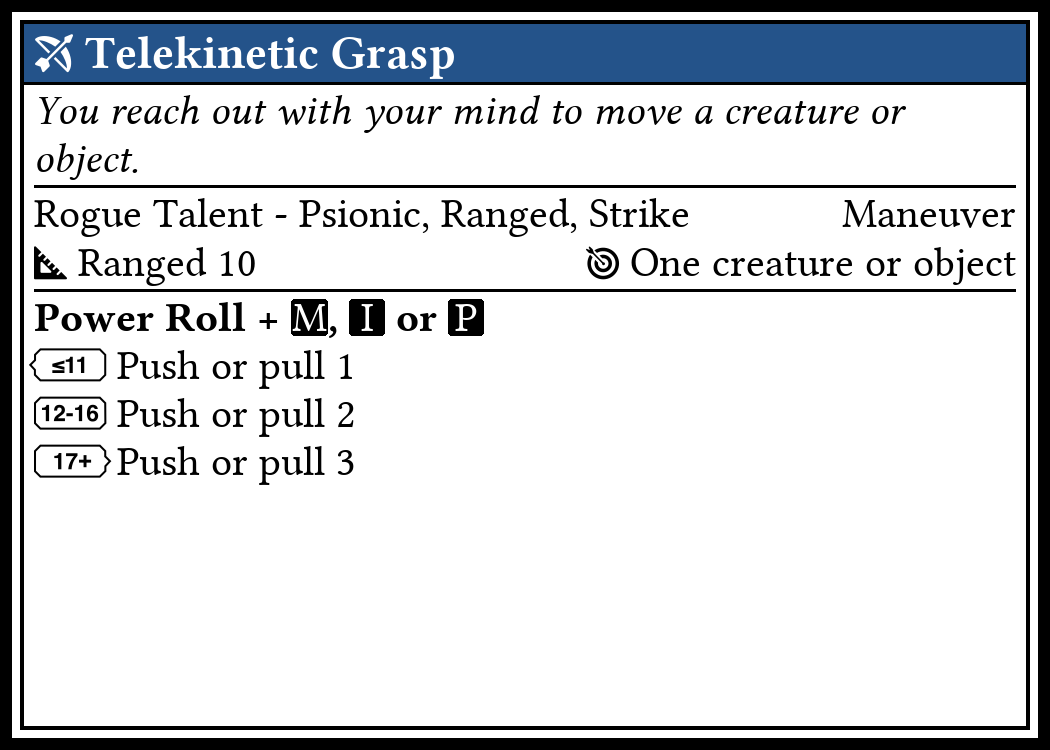 Telekinetic Grasp
You reach out with your mind to move a creature or
object.
Rogue Talent - Psionic, Ranged, Strike Maneuver
Ranged 10 One creature or object
Power Roll + M, I or P
≤11 Push or pull 1
12-16 Push or pull 2
17+ Push or pull 3